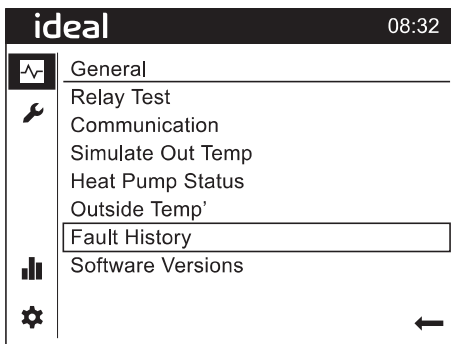 ideal 08:32
General
Relay Test
Communication
Simulate Out Temp
Heat Pump Status
Outside Temp'
Fault History
Software Versions